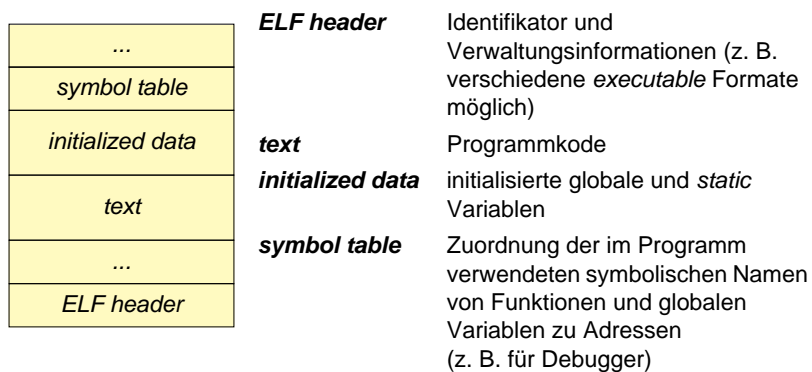 ...
symbol table
initialized data
text
...
ELF header
ELF header Identifikator und
Verwaltungsinformationen (z. B.
verschiedene executable Formate
möglich)
text Programmkode
initialized data initialisierte globale und static
Variablen
symbol table Zuordnung der im Programm
verwendeten symbolischen Namen
von Funktionen und globalen
Variablen zu Adressen
(z. B. für Debugger)